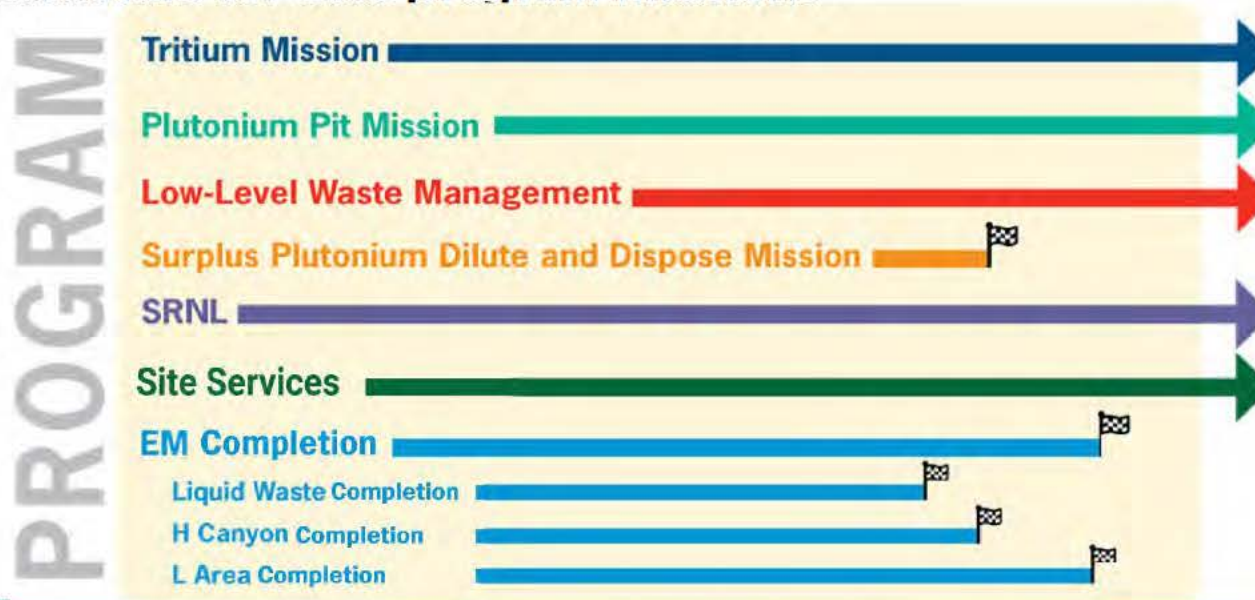 PROGRAM
Tritium Mission
Plutonium Pit Mission
Low-Level Waste Management
Surplus Plutonium Dilute and Dispose Mission
SRNL
Site Services
EM Completion
Liquid Waste Completion
H Canyon Completion
L Area Completion